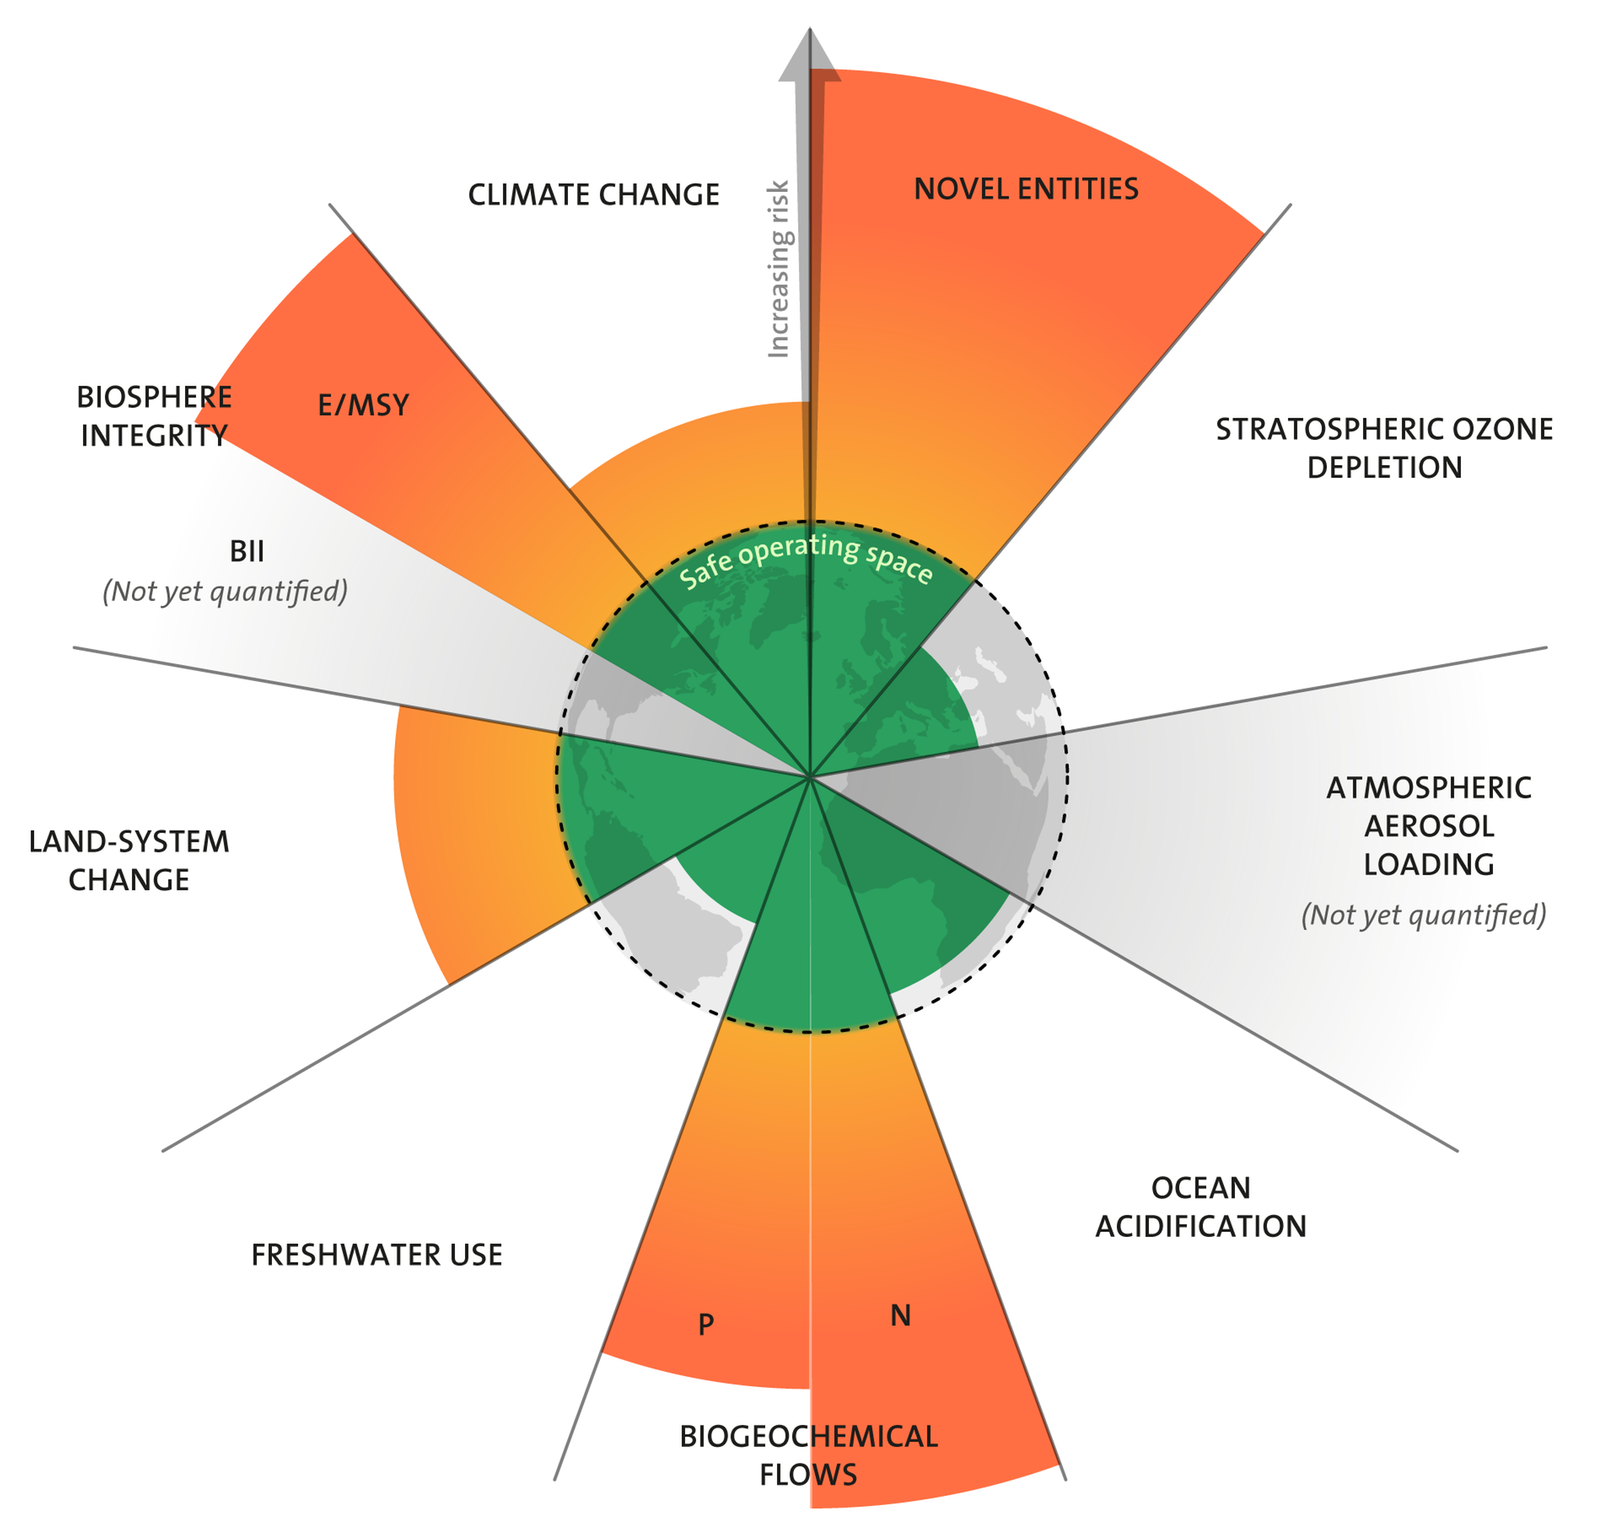 CLIMATE CHANGE
Increasing risk
NOVEL ENTITIES
STRATOSPHERIC OZONE
DEPLETION
BIOSPHERE
INTEGRITY
E/MSY
BII
(Not yet quantified)
Safe operating space
ATMOSPHERIC
AEROSOL
LOADING
(Not yet quantified)
LAND-SYSTEM
CHANGE
OCEAN
ACIDIFICATION
FRESHWATER USE
P
N
BIOGEOCHEMICAL
FLOWS